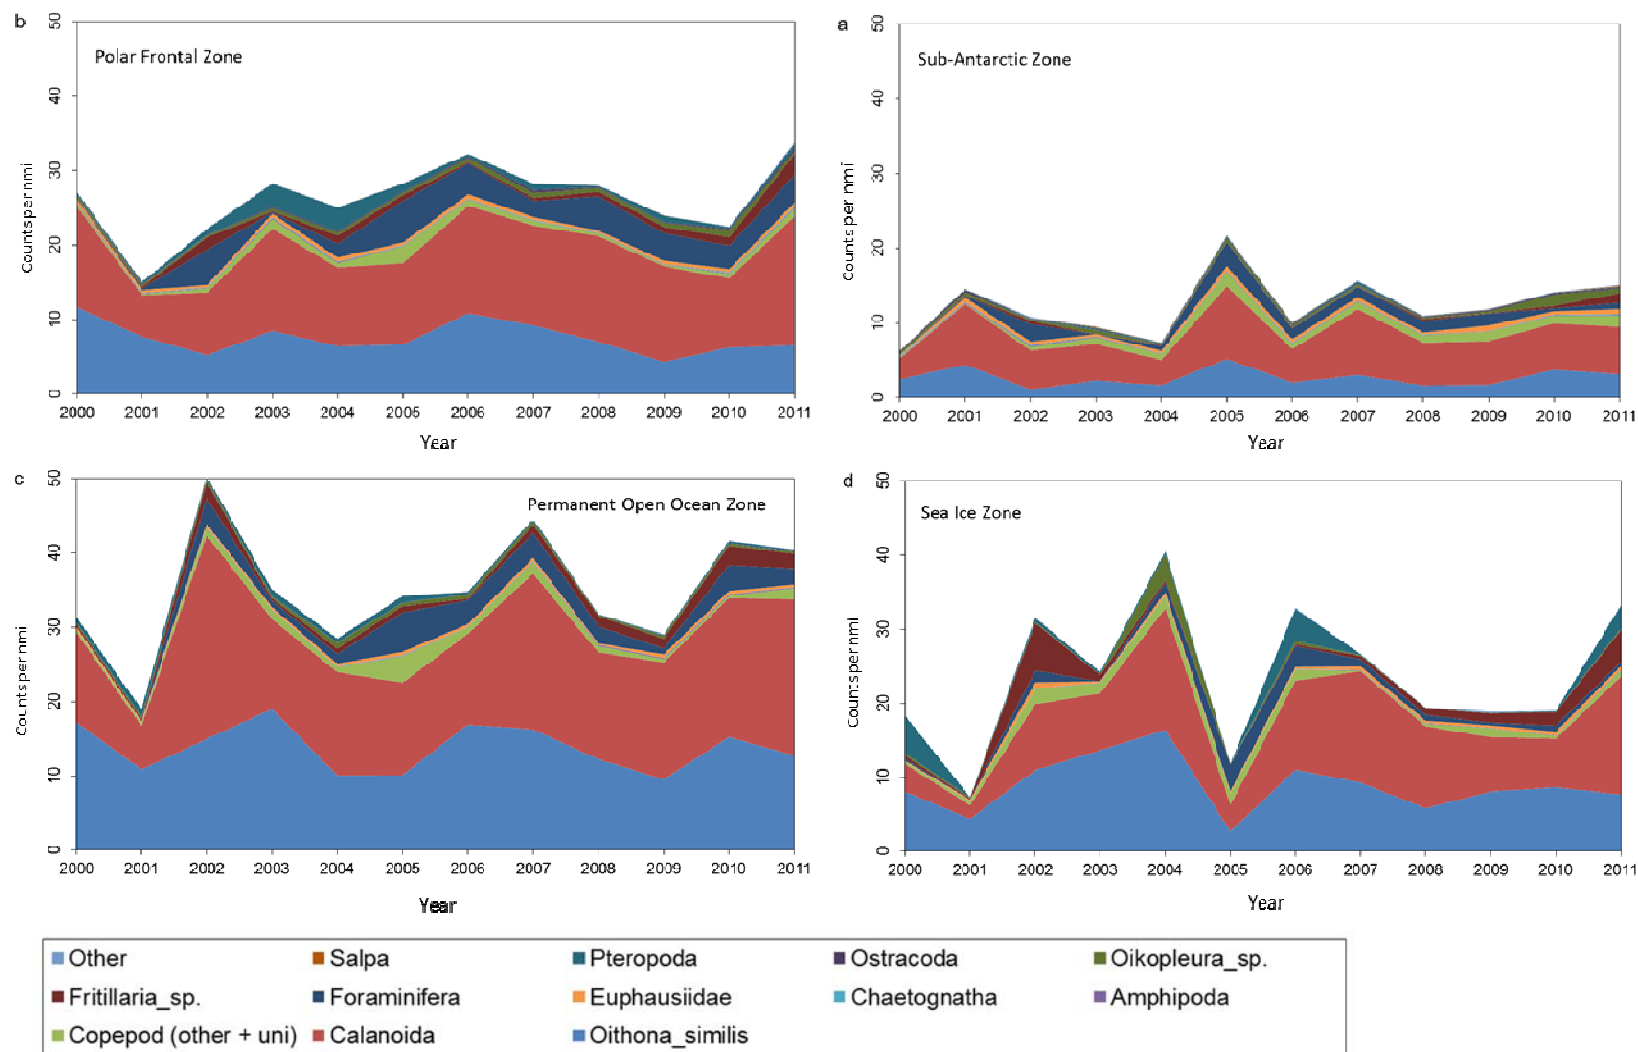 b
50
40
30
20
10
0
Counts per nmi
Polar Frontal Zone
2000 2001 2002 2003 2004 2005 2006 2007 2008 2009 2010 2011
Year
a
50
40
30
20
10
0
Counts per nmi
Sub-Antarctic Zone
2000 2001 2002 2003 2004 2005 2006 2007 2008 2009 2010 2011
Year
c
50
40
30
20
10
0
Counts per nmi
Permanent Open Ocean Zone
2000 2001 2002 2003 2004 2005 2006 2007 2008 2009 2010 2011
Year
d
50
40
30
20
10
0
Counts per nmi
Sea Ice Zone
2000 2001 2002 2003 2004 2005 2006 2007 2008 2009 2010 2011
Year
Other Salpa Pteropoda Ostracoda Oikopleura_sp.
Fritillaria_sp. Foraminifera Euphausiidae Chaetognatha Amphipoda
Copepod (other + uni) Calanoida Oithona_similis